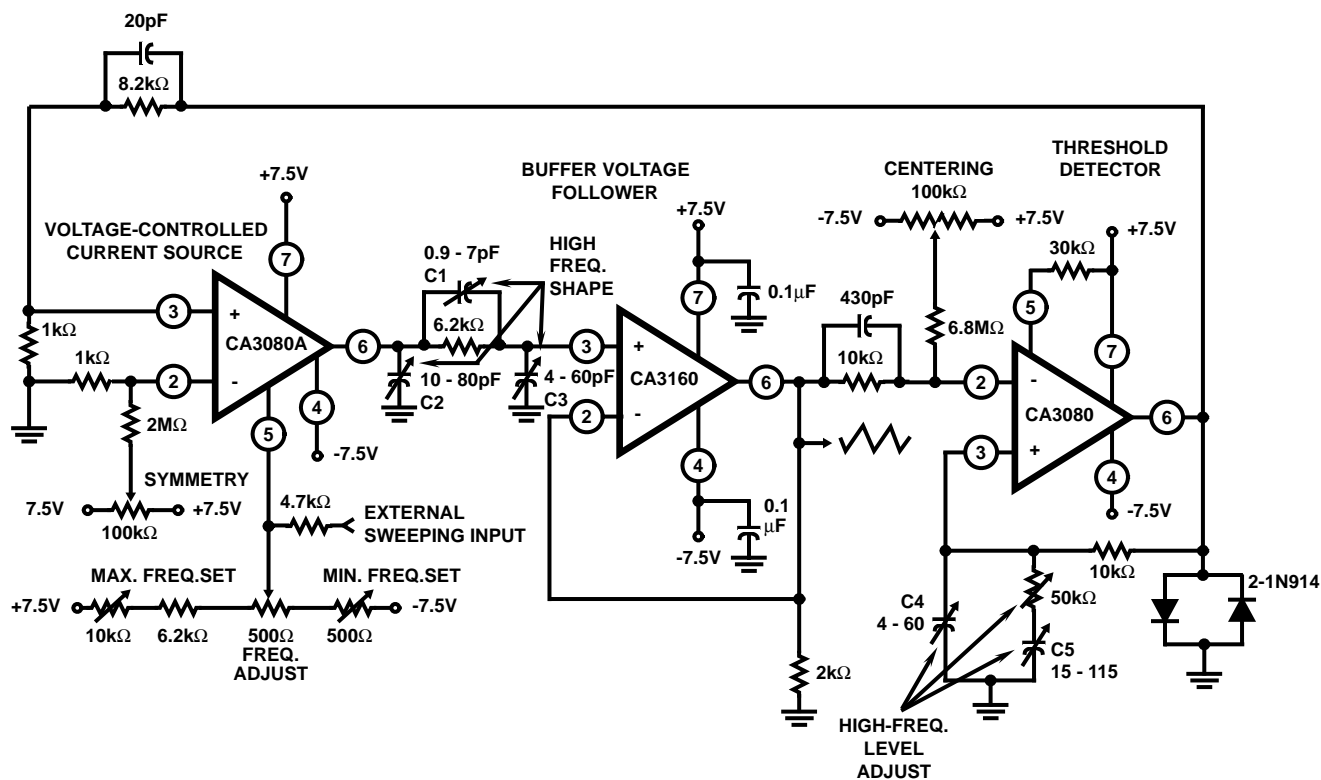 20pF
8.2kΩ
+7.5V
VOLTAGE-CONTROLLED
CURRENT SOURCE
7
3
+
CA3080A
6
1kΩ
1kΩ
2
-
4
5
-7.5V
2MΩ
SYMMETRY
7.5V
+7.5V
100kΩ
4.7kΩ
EXTERNAL
SWEEPING INPUT
MAX. FREQ.SET
MIN. FREQ.SET
+7.5V
-7.5V
10kΩ
6.2kΩ
500Ω
500Ω
FREQ.
ADJUST
0.9 - 7pF
C1
HIGH
FREQ.
SHAPE
6.2kΩ
10 - 80pF
C2
4 - 60pF
C3
BUFFER VOLTAGE
FOLLOWER
+7.5V
7
0.1μF
3
+
CA3160
6
2
-
4
0.1
μF
-7.5V
2kΩ
430pF
10kΩ
CENTERING
100kΩ
-7.5V
+7.5V
6.8MΩ
THRESHOLD
DETECTOR
+7.5V
30kΩ
5
7
2
-
CA3080
6
3
+
4
-7.5V
10kΩ
2-1N914
C4
4 - 60
50kΩ
C5
15 - 115
HIGH-FREQ.
LEVEL
ADJUST